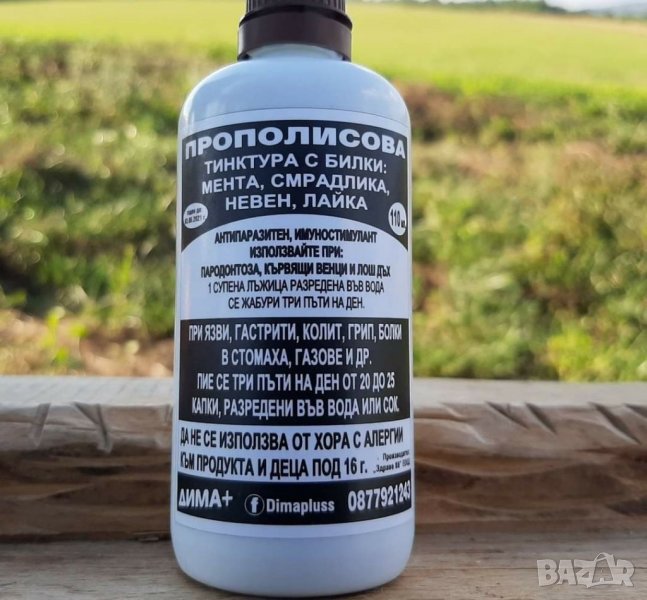 ПРОПОЛИСОВА
ТИНКТУРА С БИЛКИ:
МЕНТА, СМРАДЛИКА,
НЕВЕН, ЛАЙКА
110 мл.
АНТИПАРАЗИТЕН, ИМУНОСТИМУЛАНТ
ИЗПОЛЗВАЙТЕ ПРИ:
ПАРОДОНТОЗА, КЪРВЯЩИ ВЕНЦИ И ЛОШ ДЪХ
1 СУПЕНА ЛЪЖИЦА РАЗРЕДЕНА ВЪВ ВОДА
СЕ ЖАБУРИ ТРИ ПЪТИ НА ДЕН.
ПРИ ЯЗВИ, ГАСТРИТИ, КОЛИТ, ГРИП, БОЛКИ
В СТОМАХА, ГАЗОВЕ И ДР.
ПИЕ СЕ ТРИ ПЪТИ НА ДЕН ОТ 20 ДО 25
КАПКИ, РАЗРЕДЕНИ ВЪВ ВОДА ИЛИ СОК.
ДА НЕ СЕ ИЗПОЛЗВА ОТ ХОРА С АЛЕРГИИ
КЪМ ПРОДУКТА И ДЕЦА ПОД 16 г.
Производител
"Здраве
ДИМА+ f Dimapluss 0877921243
BAZAR